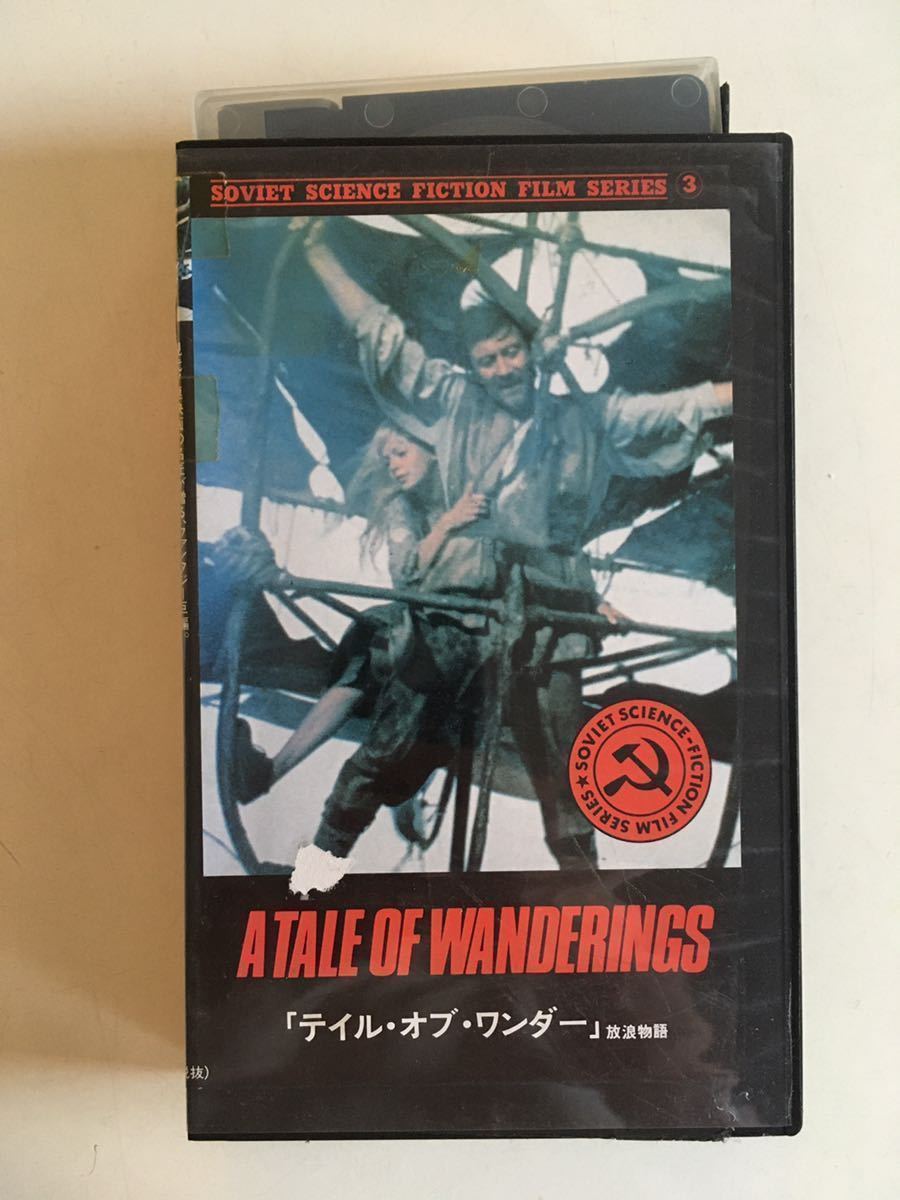 SOVIET SCIENCE FICTION FILM SERIES 3
SOVIET SCIENCE-FICTION FILM SERIES ★
A TALE OF WANDERINGS
「テイル・オブ・ワンダー」放浪物語
抜)